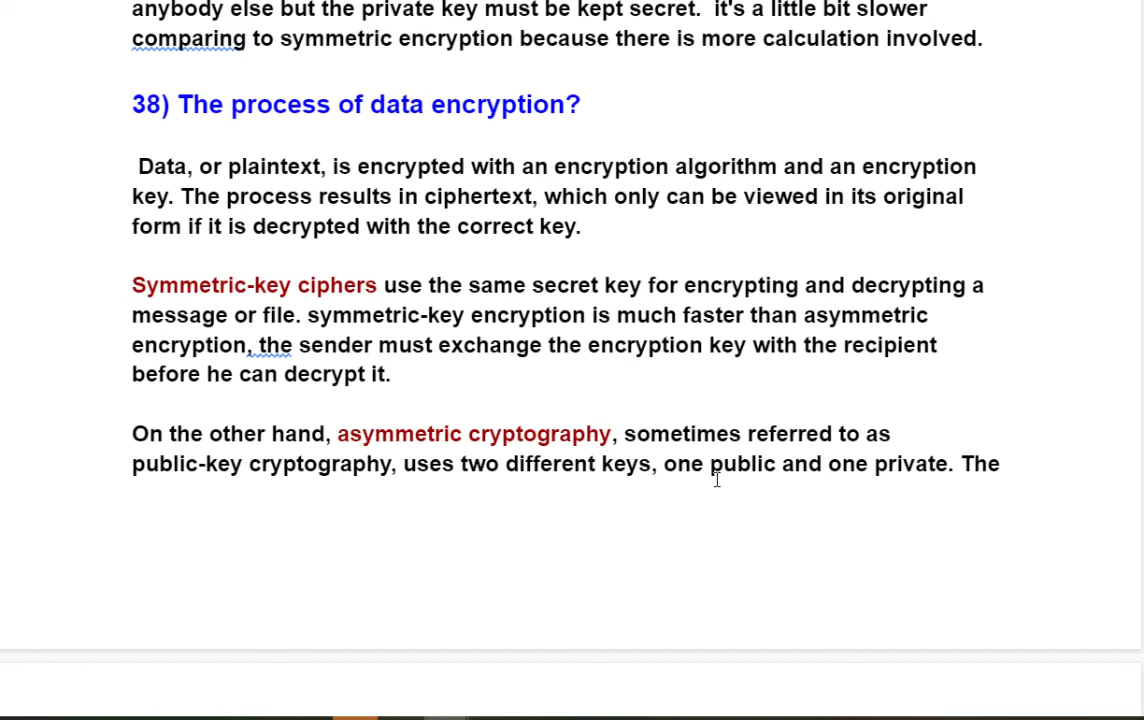 anybody else but the private key must be kept secret.  it's a little bit slower
comparing to symmetric encryption because there is more calculation involved.
38) The process of data encryption?
Data, or plaintext, is encrypted with an encryption algorithm and an encryption
key. The process results in ciphertext, which only can be viewed in its original
form if it is decrypted with the correct key.
Symmetric-key ciphers use the same secret key for encrypting and decrypting a
message or file. symmetric-key encryption is much faster than asymmetric
encryption, the sender must exchange the encryption key with the recipient
before he can decrypt it.
On the other hand, asymmetric cryptography, sometimes referred to as
public-key cryptography, uses two different keys, one public and one private. The